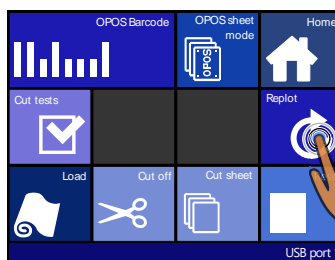 OPOS Barcode
OPOS sheet
mode
Home
OPOS
Cut tests
Replot
Load
Cut off
Cut sheet
USB port